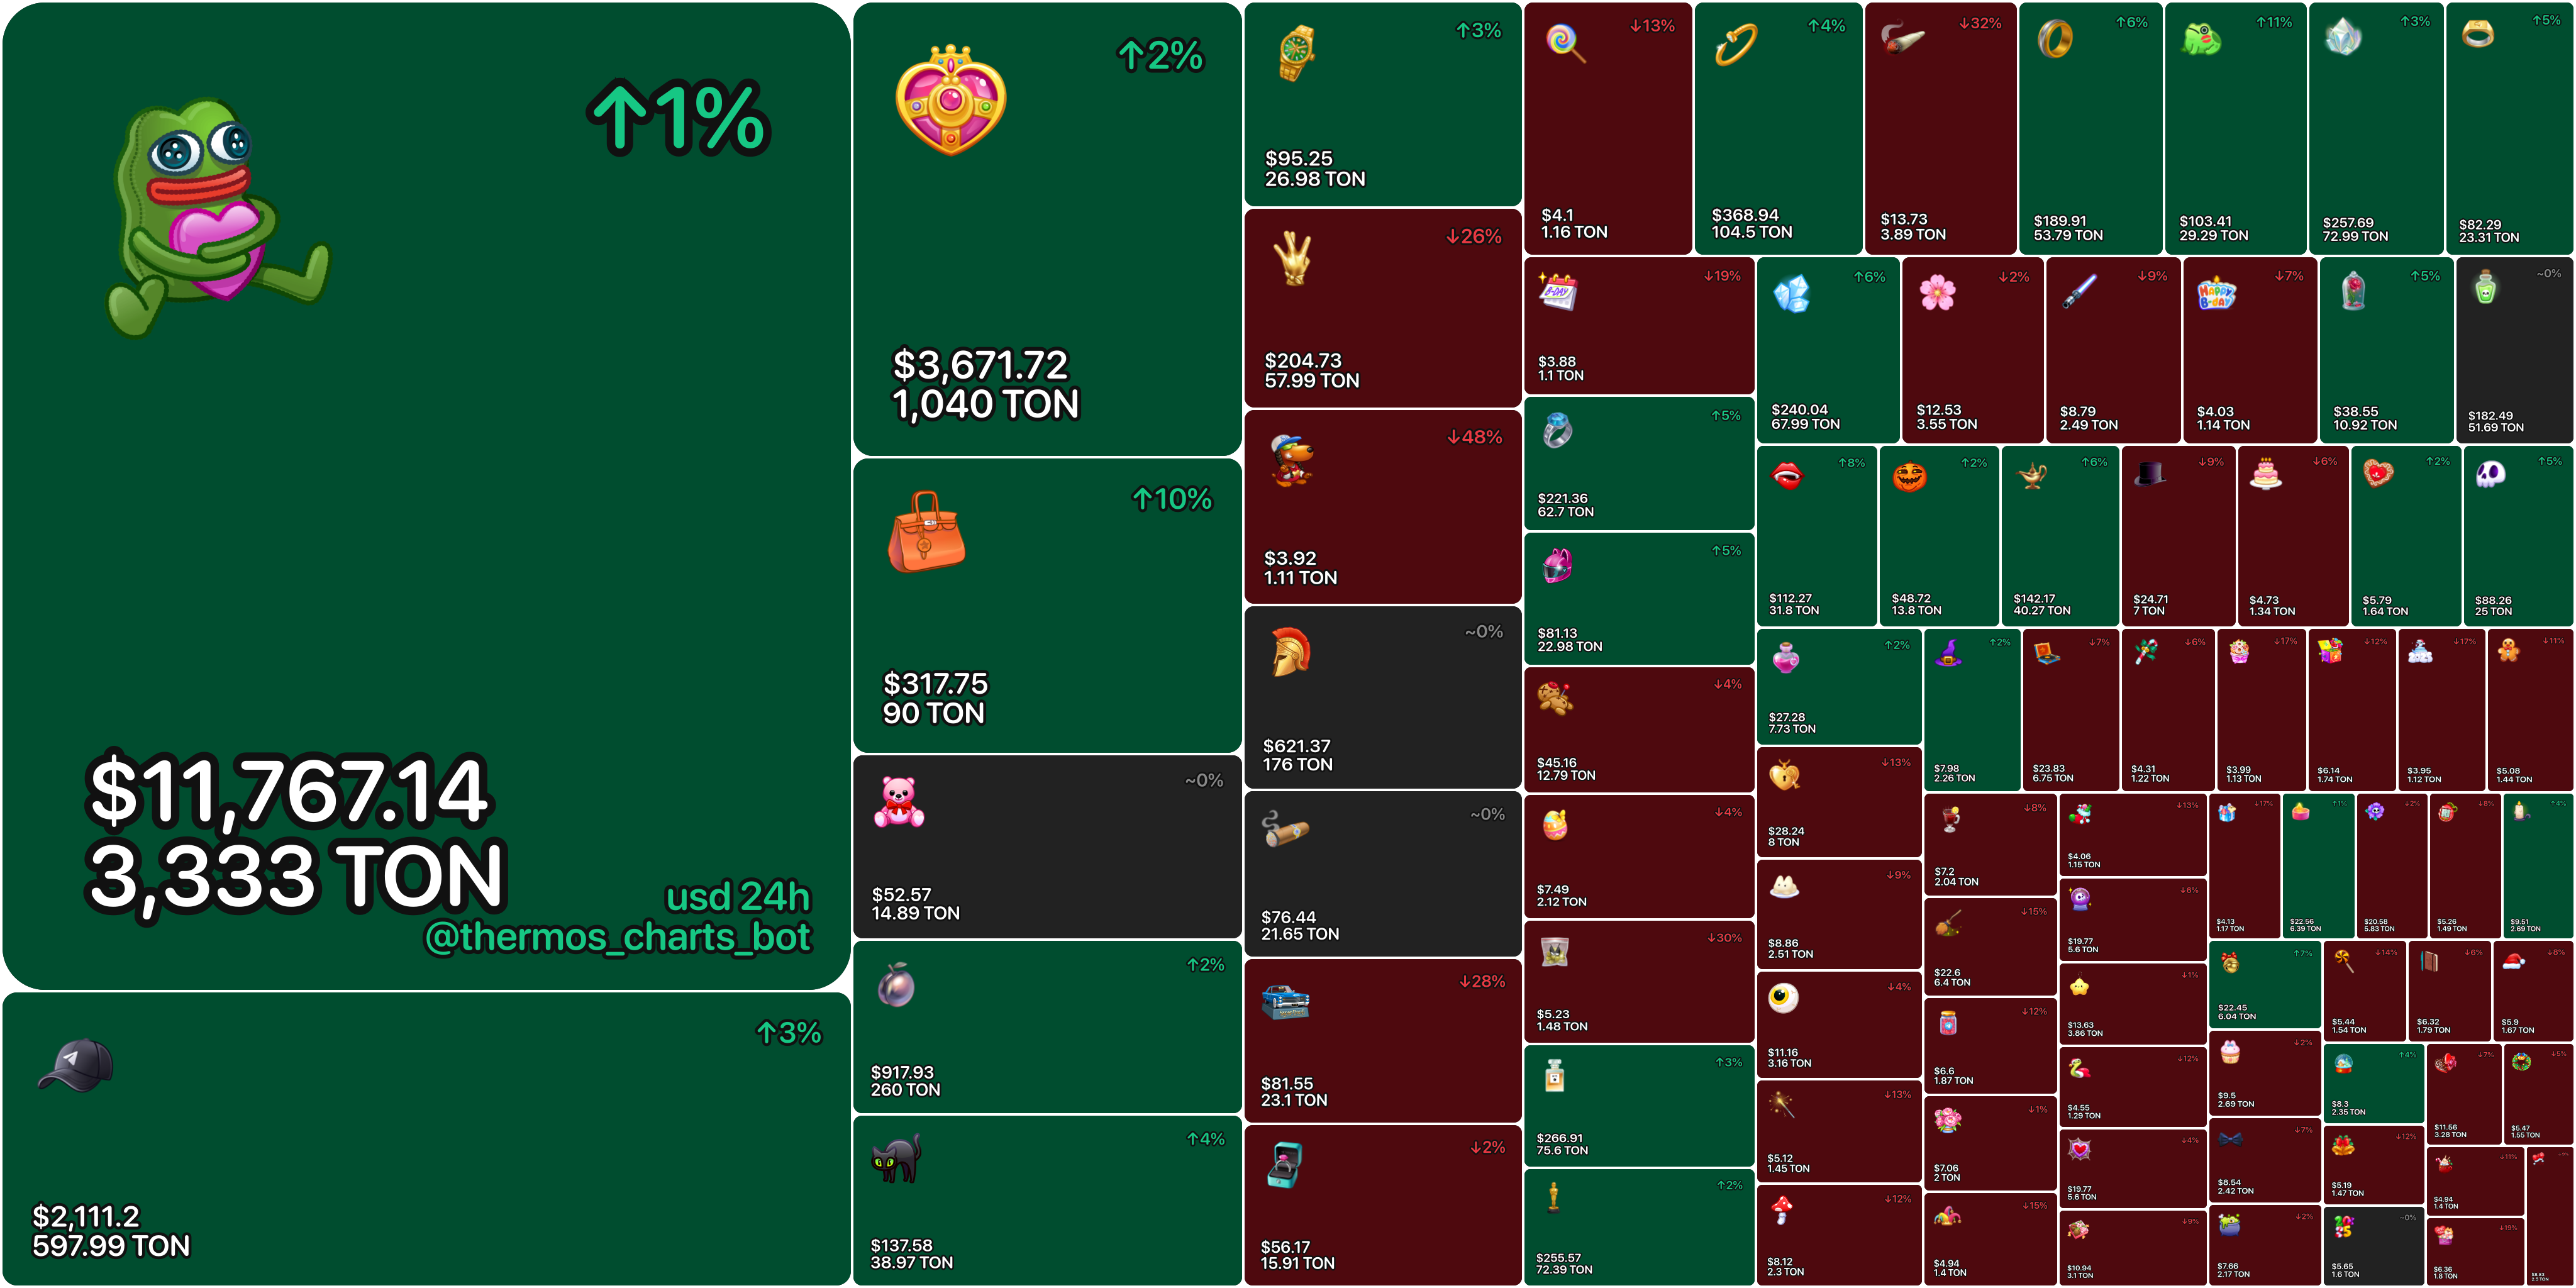 ↑1%
$11,767.14
3,333 TON
usd 24h
@thermos_charts_bot
↑3%
$2,111.2
597.99 TON
↑2%
$3,671.72
1,040 TON
↑10%
$317.75
90 TON
~0%
$52.57
14.89 TON
↑2%
$917.93
260 TON
↑4%
$137.58
38.97 TON
↑3%
$95.25
26.98 TON
↓26%
$204.73
57.99 TON
↓48%
$3.92
1.11 TON
~0%
$621.37
176 TON
~0%
$76.44
21.65 TON
↓28%
$81.55
23.1 TON
↓2%
$56.17
15.91 TON
↓13%
$4.1
1.16 TON
↑4%
$368.94
104.5 TON
↓32%
$13.73
3.89 TON
↑6%
$189.91
53.79 TON
↑11%
$103.41
29.29 TON
↑3%
$257.69
72.99 TON
↑5%
$82.29
23.31 TON
↓19%
B-DAY
$3.88
1.1 TON
↑5%
$221.36
62.7 TON
↑5%
$81.13
22.98 TON
↓4%
$45.16
12.79 TON
↓4%
$7.49
2.12 TON
↓30%
$5.23
1.48 TON
↑3%
$266.91
75.6 TON
↑2%
$255.57
72.39 TON
↑6%
$240.04
67.99 TON
↓2%
$12.53
3.55 TON
↓9%
$8.79
2.49 TON
↓7%
HAPPY
B-DAY
$4.03
1.14 TON
↑5%
$38.55
10.92 TON
~0%
$182.49
51.69 TON
↑8%
$112.27
31.8 TON
↑2%
$48.72
13.8 TON
↑6%
$142.17
40.27 TON
↓9%
$24.71
7 TON
↓6%
$4.73
1.34 TON
↑2%
$5.79
1.64 TON
↑5%
$88.26
25 TON
↑2%
$27.28
7.73 TON
↓13%
$28.24
8 TON
↓9%
$8.86
2.51 TON
↓4%
$11.16
3.16 TON
↓13%
$5.12
1.45 TON
↓12%
$8.12
2.3 TON
↑2%
$7.98
2.26 TON
↓7%
$23.83
6.75 TON
↓6%
$4.31
1.22 TON
↓17%
$3.99
1.13 TON
↓12%
$6.14
1.74 TON
↓17%
$3.95
1.12 TON
↓11%
$5.08
1.44 TON
↓8%
$7.2
2.04 TON
↓15%
$22.6
6.4 TON
↓12%
$6.6
1.87 TON
↓1%
$7.06
2 TON
↓15%
$4.94
1.4 TON
↓13%
$4.06
1.15 TON
↓6%
$19.77
5.6 TON
↓1%
$13.63
3.86 TON
↓12%
$4.55
1.29 TON
↓4%
$19.77
5.6 TON
↓9%
$10.94
3.1 TON
↓17%
$4.13
1.17 TON
↑1%
$22.56
6.39 TON
↓2%
$20.58
5.83 TON
↓8%
$5.26
1.49 TON
↑4%
$9.51
2.69 TON
↑7%
$22.45
6.04 TON
↓14%
$5.44
1.54 TON
↓6%
$6.32
1.79 TON
↓8%
$5.9
1.67 TON
↓2%
$9.5
2.69 TON
↓7%
$8.54
2.42 TON
↓2%
$7.66
2.17 TON
↑4%
$8.3
2.35 TON
↓12%
$5.19
1.47 TON
~0%
$5.65
1.6 TON
↓7%
$11.56
3.28 TON
↓5%
$5.47
1.55 TON
↓11%
$4.94
1.4 TON
↓19%
$6.36
1.8 TON